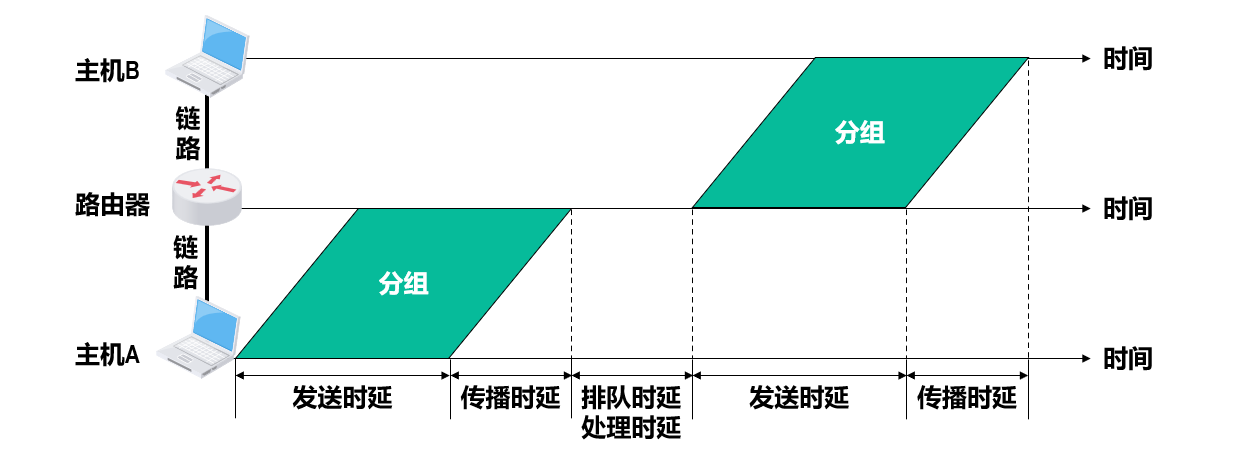 主机B
时间
链路
分组
路由器
时间
链路
分组
主机A
时间
发送时延
传播时延
排队时延
处理时延
发送时延
传播时延